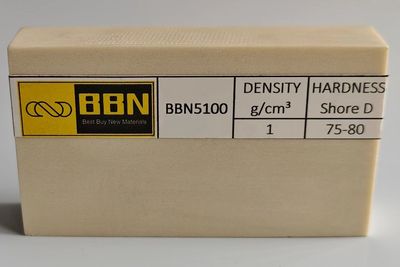 BBN
Best Buy New Materials
BBN5100
DENSITY
g/cm³
1
HARDNESS
Shore D
75-80